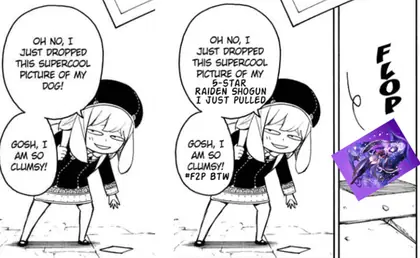 OH NO, I
JUST DROPPED
THIS SUPERCOOL
PICTURE OF MY
DOG!
GOSH, I
AM SO
CLUMSY!
OH NO, I
JUST DROPPED
THIS SUPERCOOL
PICTURE OF MY
5-STAR
RAIDEN SHOGUN
I JUST PULLED
GOSH, I
AM SO
CLUMSY!
#F2P BTW
FLOP